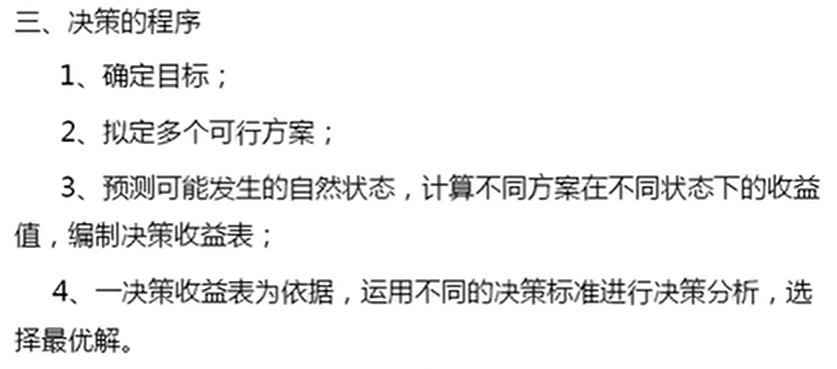 三、决策的程序
1、确定目标；
2、拟定多个可行方案；
3、预测可能发生的自然状态，计算不同方案在不同状态下的收益
值，编制决策收益表；
4、一决策收益表为依据，运用不同的决策标准进行决策分析，选
择最优解。